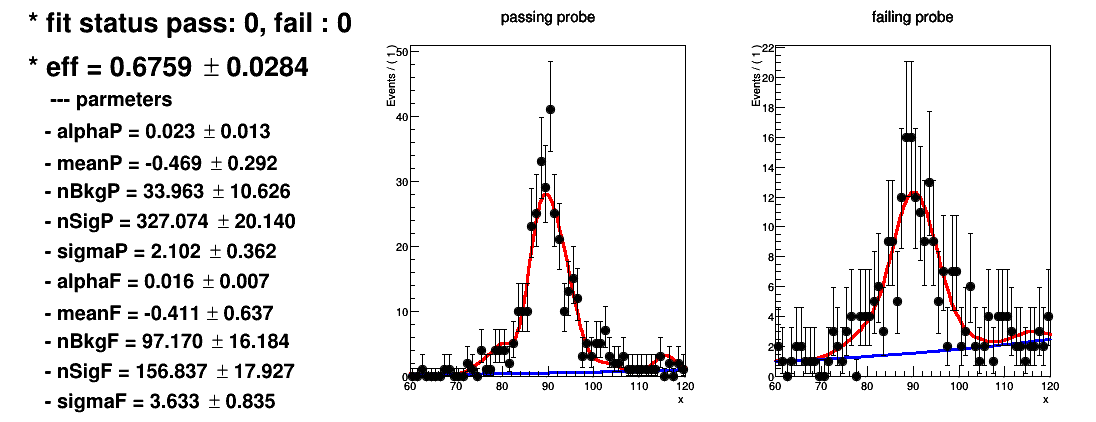 * fit status pass: 0, fail : 0
* eff = 0.6759 ± 0.0284
--- parmeters
- alphaP = 0.023 ± 0.013
- meanP = -0.469 ± 0.292
- nBkgP = 33.963 ± 10.626
- nSigP = 327.074 ± 20.140
- sigmaP = 2.102 ± 0.362
- alphaF = 0.016 ± 0.007
- meanF = -0.411 ± 0.637
- nBkgF = 97.170 ± 16.184
- nSigF = 156.837 ± 17.927
- sigmaF = 3.633 ± 0.835
passing probe
Events / ( 1 )
50
40
30
20
10
0
60 70 80 90 100 110 120
x
failing probe
Events / ( 1 )
22
20
18
16
14
12
10
8
6
4
2
0
60 70 80 90 100 110 120
x